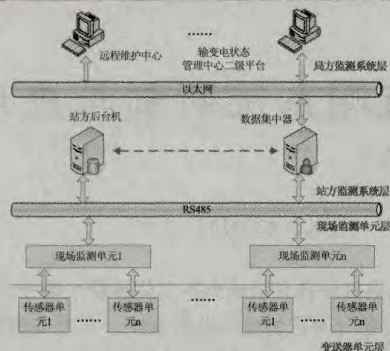 ······
远程维护中心
输变电状态
管理中心二级平台
局方监测系统层
以太网
站方后台机
数据集中器
站方监测系统层
RS485
现场监测单元层
现场监测单元1
现场监测单元n
传感器单元1
······
传感器单元n
······
传感器单元1
······
传感器单元n
变送器单元层